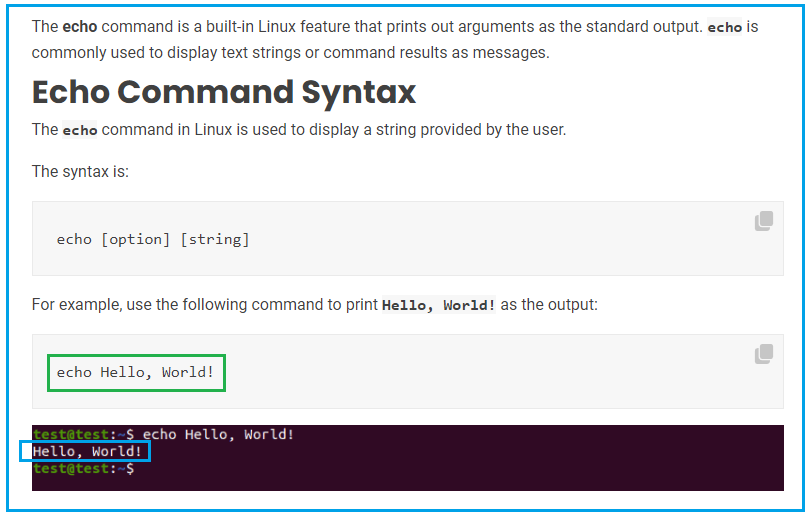 The echo command is a built-in Linux feature that prints out arguments as the standard output. echo is
commonly used to display text strings or command results as messages.
Echo Command Syntax
The echo command in Linux is used to display a string provided by the user.
The syntax is:
echo [option] [string]
For example, use the following command to print Hello, World! as the output:
echo Hello, World!
test@test:~$ echo Hello, World!
Hello, World!
test@test:~$